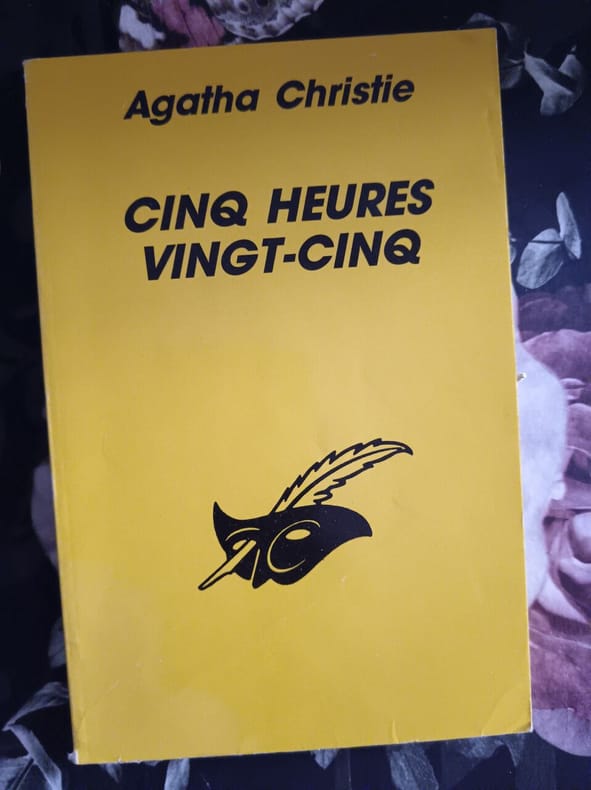 Agatha Christie
CINQ HEURES
VINGT-CINQ